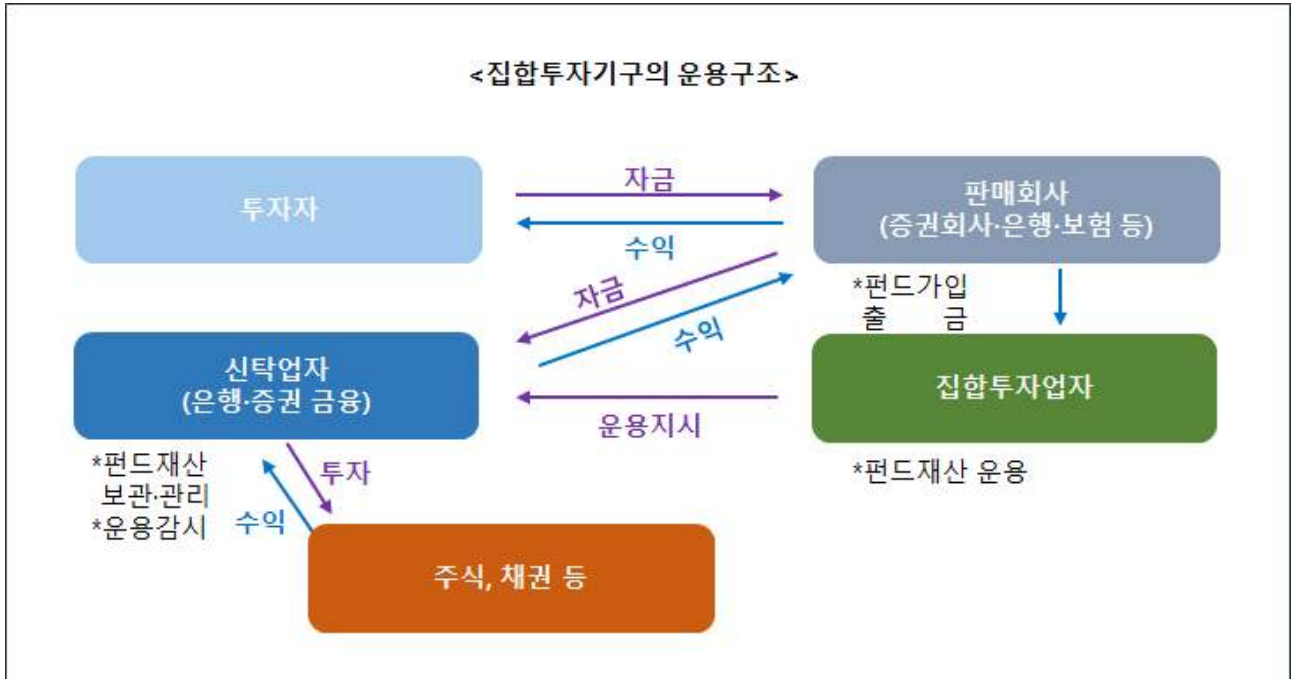 <집합투자기구의 운용구조>
투자자
자금
수익
판매회사
(증권회사·은행·보험 등)
*펀드가입
출 금
자금
수익
신탁업자
(은행·증권 금융)
운용지시
집합투자업자
*펀드재산
보관·관리
*운용감시
투자
수익
*펀드재산 운용
주식, 채권 등